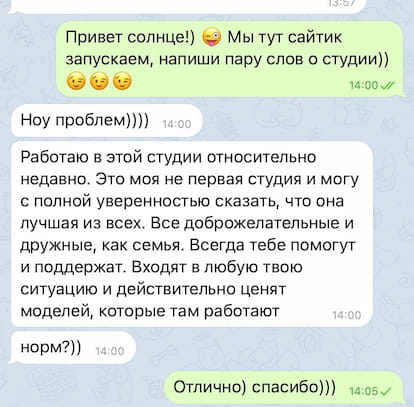 13:57
Привет солнце!) 😜 Мы тут сайтик
запускаем, напиши пару слов о студии))
😉😉😉
14:00
Ноу проблем)))) 14:00
Работаю в этой студии относительно
недавно. Это моя не первая студия и могу
с полной уверенностью сказать, что она
лучшая из всех. Все доброжелательные и
дружные, как семья. Всегда тебе помогут
и поддержат. Входят в любую твою
ситуацию и действительно ценят
моделей, которые там работают
14:00
норм?)) 14:00
Отлично) спасибо))) 14:05